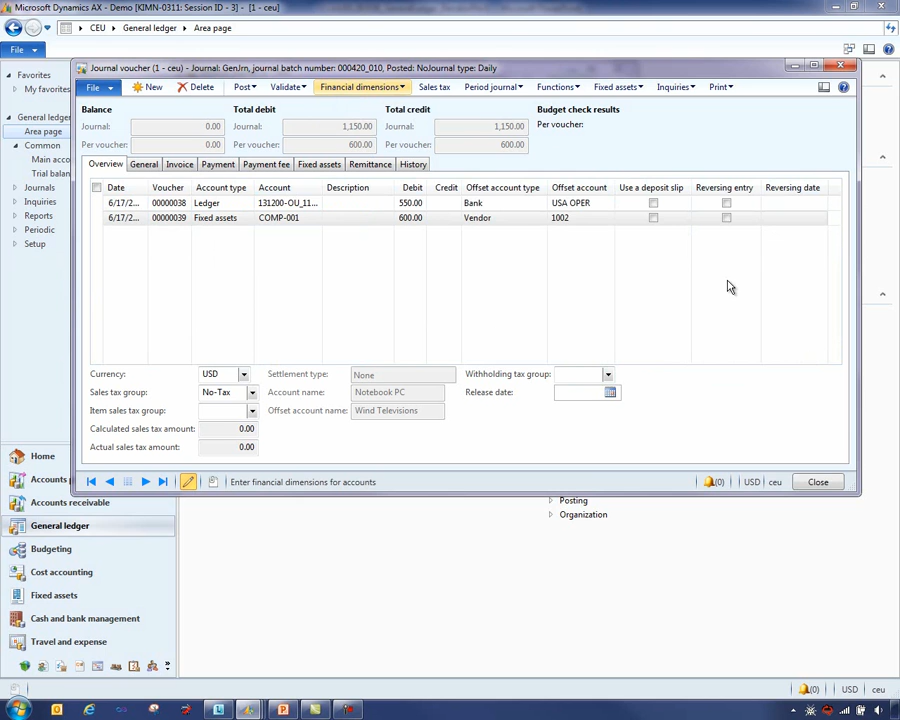 Microsoft Dynamics AX - Demo [KIMN-0311: Session ID - 3] - [1 - ceu]
CEU
General ledger
Area page
File
Favorites
My favorites
General ledger
Area page
Common
Main acco
Trial balan
Journals
Inquiries
Reports
Periodic
Setup
Home
Accounts p
Accounts receivable
General ledger
Budgeting
Cost accounting
Fixed assets
Cash and bank management
Travel and expense
Journal voucher (1 - ceu) - Journal: GenJrn, journal batch number: 000420_010, Posted: NoJournal type: Daily
File New Delete Post Validate Financial dimensions Sales tax Period journal Functions Fixed assets Inquiries Print
Balance Total debit Total credit Budget check results
Journal: 0.00 Journal: 1,150.00 Journal: 1,150.00 Per voucher:
Per voucher: 0.00 Per voucher: 600.00 Per voucher: 600.00
Overview General Invoice Payment Payment fee Fixed assets Remittance History
Date Voucher Account type Account Description Debit Credit Offset account type Offset account Use a deposit slip Reversing entry Reversing date
6/17/2... 00000038 Ledger 131200-OU_11... 550.00 Bank USA OPER
6/17/2... 00000039 Fixed assets COMP-001 600.00 Vendor 1002
Currency: USD Settlement type: None Withholding tax group:
Sales tax group: No-Tax Account name: Notebook PC Release date:
Item sales tax group: Offset account name: Wind Televisions
Calculated sales tax amount: 0.00
Actual sales tax amount: 0.00
Enter financial dimensions for accounts (0) USD ceu Close
Posting
Organization
(0) USD ceu